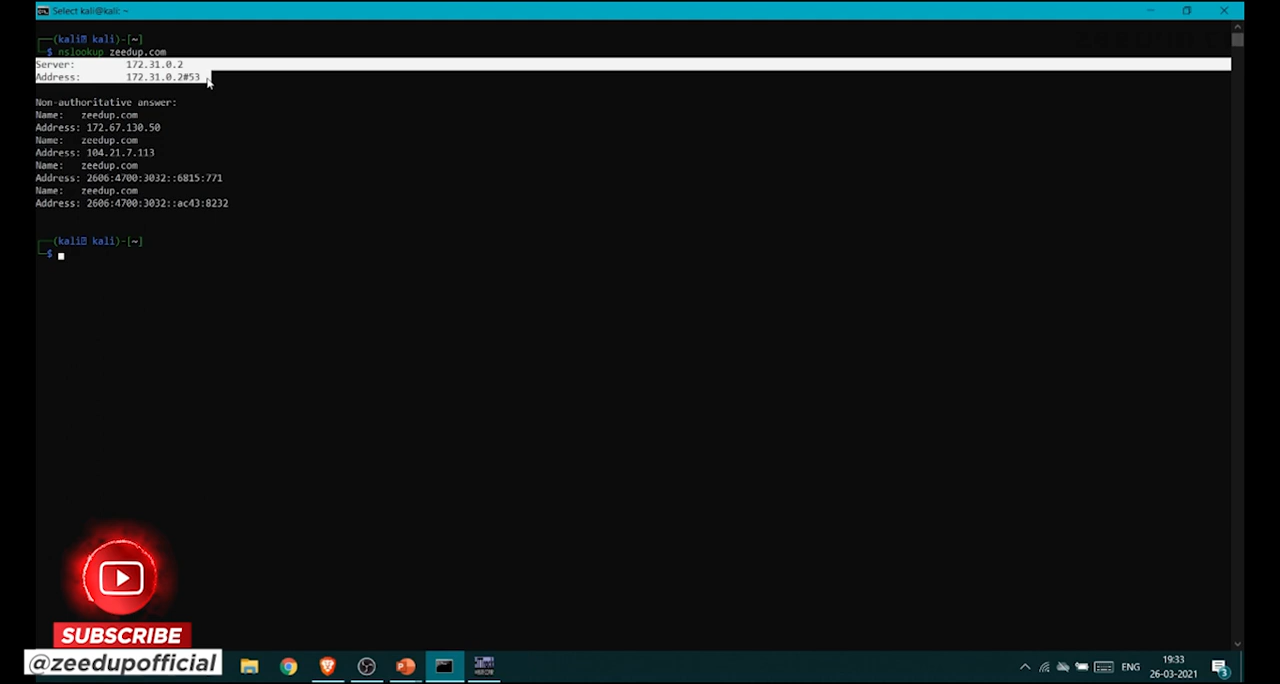 Select kali@kali: ~
(kali㉿ kali)-[~]
$ nslookup zeedup.com
Server: 172.31.0.2
Address: 172.31.0.2#53
Non-authoritative answer:
Name: zeedup.com
Address: 172.67.130.50
Name: zeedup.com
Address: 104.21.7.113
Name: zeedup.com
Address: 2606:4700:3032::6815:771
Name: zeedup.com
Address: 2606:4700:3032::ac43:8232
(kali㉿ kali)-[~]
$
SUBSCRIBE
@zeedupofficial
ENG
19:33
26-03-2021
3